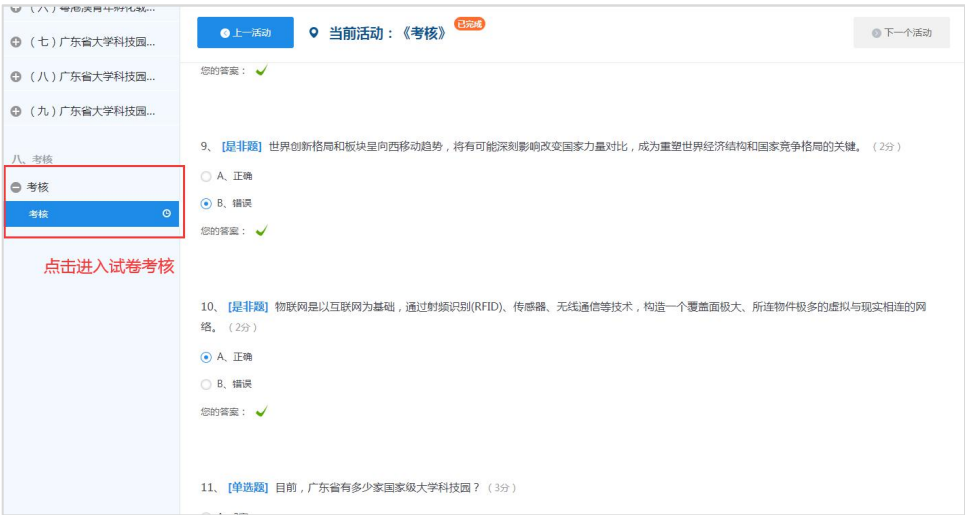 （七）广东省大学科技园...
（八）广东省大学科技园...
（九）广东省大学科技园...
八、考核
考核
考核
点击进入试卷考核
上一活动
当前活动：《考核》
已完成
下一个活动
您的答案：
9、 [是非题] 世界创新格局和板块呈向西移动趋势，将有可能深刻影响改变国家力量对比，成为重塑世界经济结构和国家竞争格局的关键。（2分）
A、正确
B、错误
您的答案：
10、 [是非题] 物联网是以互联网为基础，通过射频识别(RFID)、传感器、无线通信等技术，构造一个覆盖面极大、所连物件极多的虚拟与现实相连的网
络。（2分）
A、正确
B、错误
您的答案：
11、 [单选题] 目前，广东省有多少家国家级大学科技园？（3分）